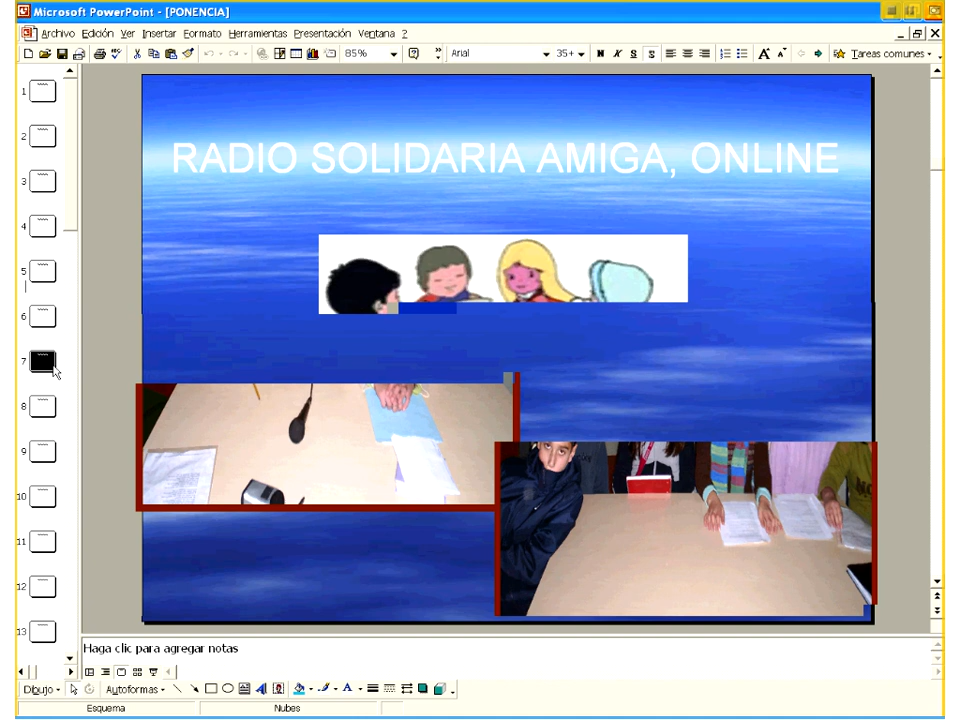 Microsoft PowerPoint - [PONENCIA]
Archivo Edición Ver Insertar Formato Herramientas Presentación Ventana ?
85% Arial 35+ N K S S A A Tareas comunes
1
2
3
4
5
6
7
8
9
10
11
12
13
RADIO SOLIDARIA AMIGA, ONLINE
Haga clic para agregar notas
Dibujo Autoformas
Esquema Nubes